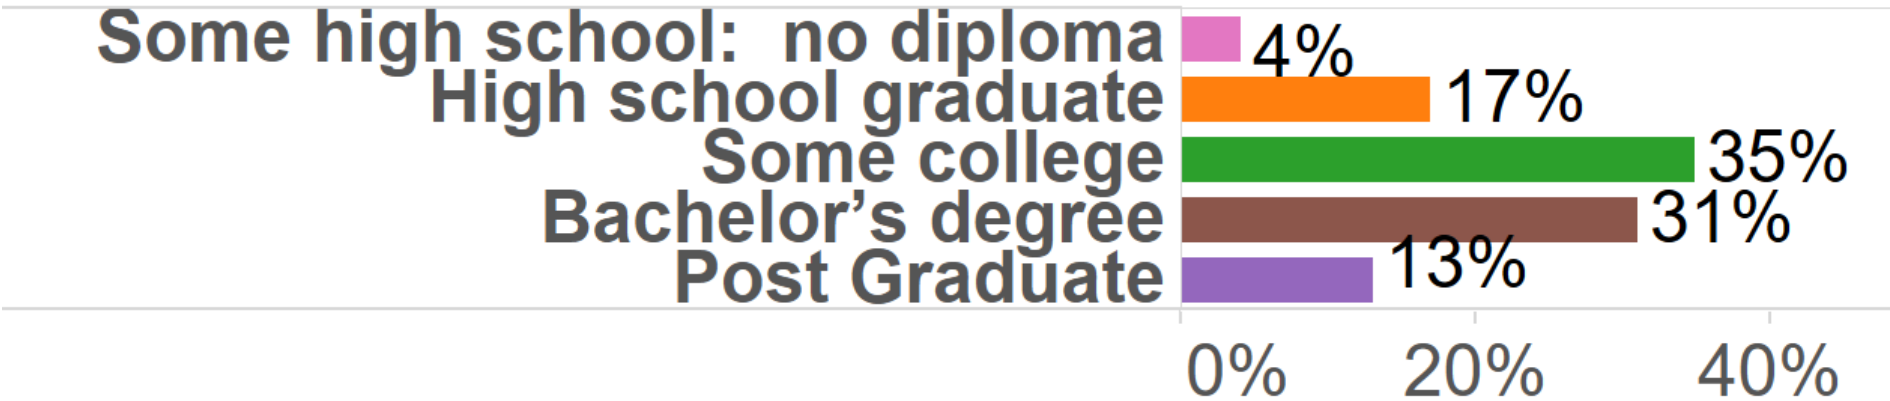 Some high school:  no diploma 4%
High school graduate 17%
Some college 35%
Bachelor’s degree 31%
Post Graduate 13%
0% 20% 40%